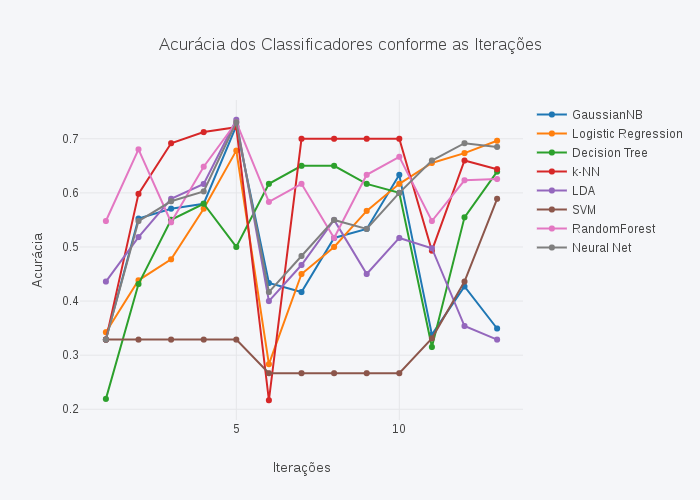 Acurácia dos Classificadores conforme as Iterações
GaussianNB
Logistic Regression
Decision Tree
k-NN
LDA
SVM
RandomForest
Neural Net
Acurácia
0.7
0.6
0.5
0.4
0.3
0.2
5
10
Iterações